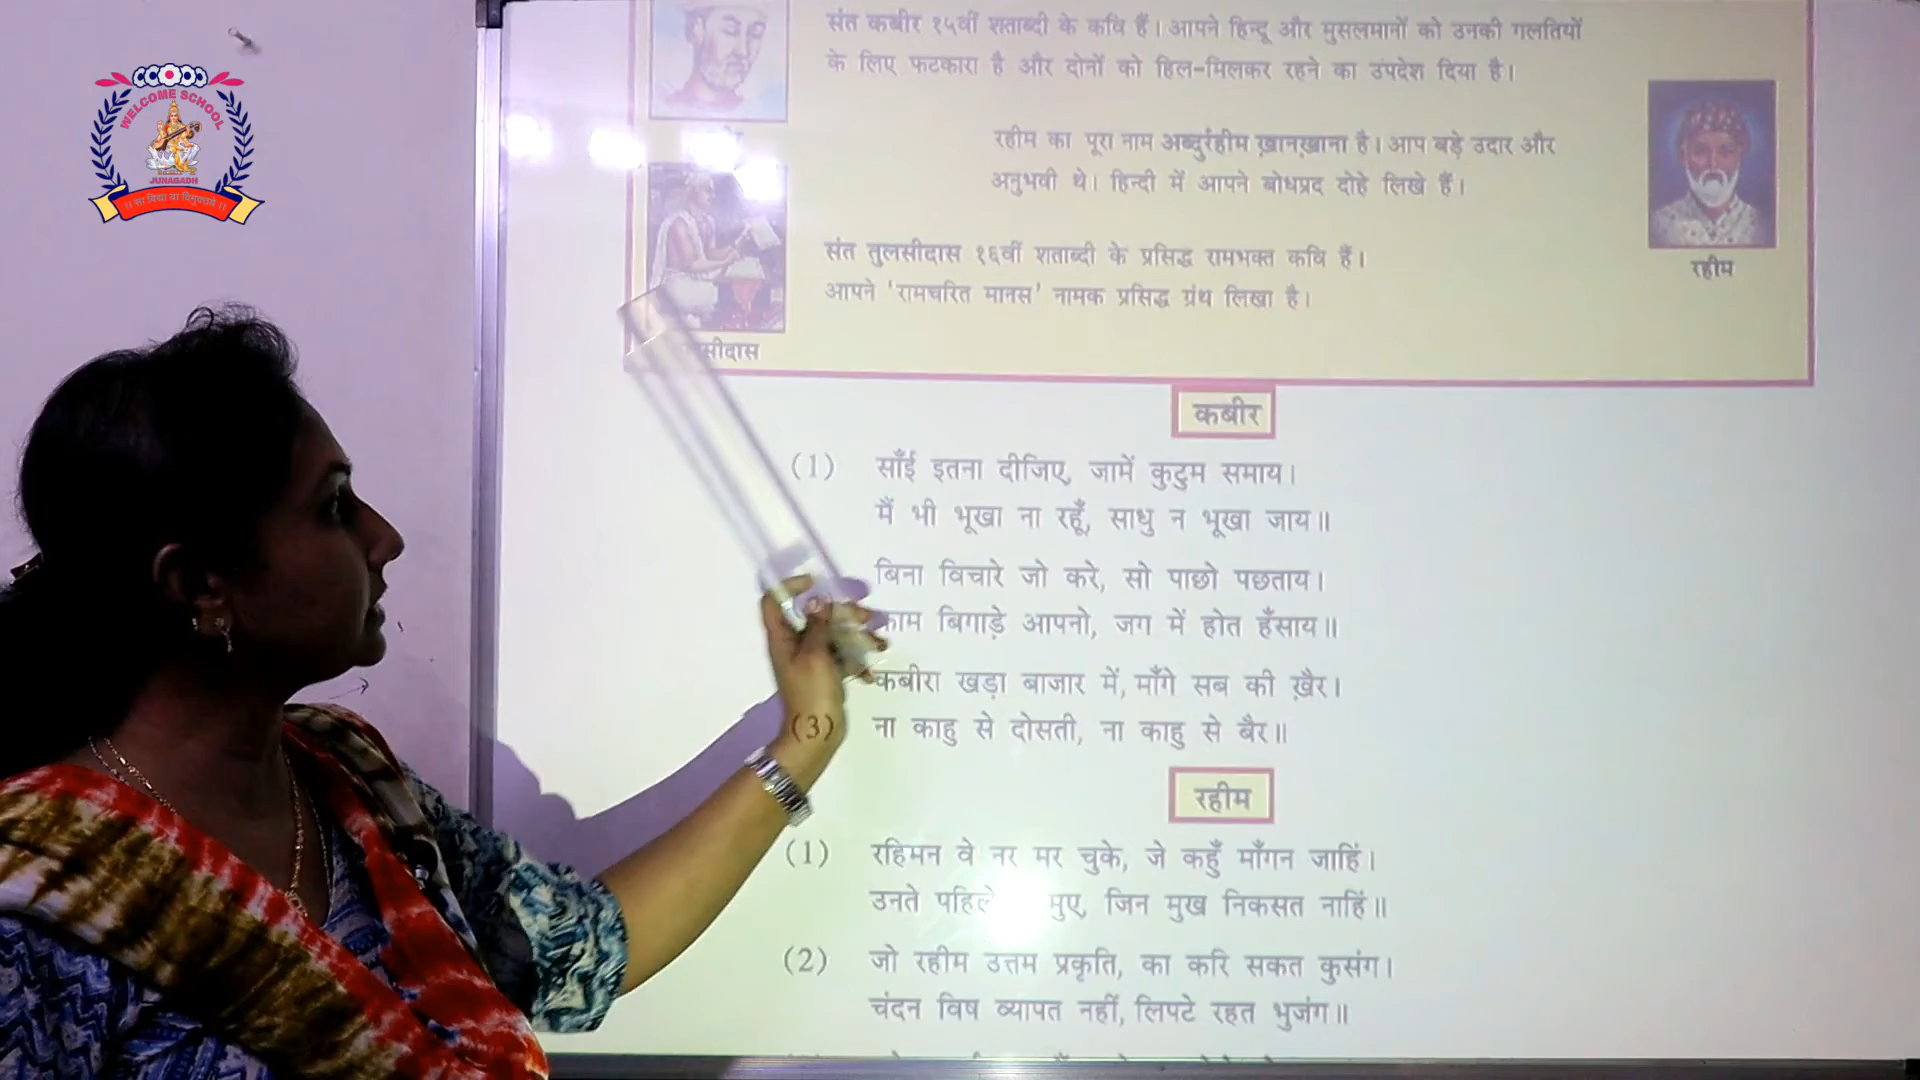 WELCOME SCHOOL
JUNAGADH
॥ सा विद्या या विमुक्तये ॥
संत कबीर १५वीं शताब्दी के कवि हैं। आपने हिन्दू और मुसलमानों को उनकी गलतियों
के लिए फटकारा है और दोनों को हिल-मिलकर रहने का उपदेश दिया है।
रहीम का पूरा नाम अब्दुर्रहीम ख़ानख़ाना है। आप बड़े उदार और
अनुभवी थे। हिन्दी में आपने बोधप्रद दोहे लिखे हैं।
रहीम
संत तुलसीदास १६वीं शताब्दी के प्रसिद्ध रामभक्त कवि हैं।
आपने 'रामचरित मानस' नामक प्रसिद्ध ग्रंथ लिखा है।
सीदास
कबीर
(1) साँई इतना दीजिए, जामें कुटुम समाय।
मैं भी भूखा ना रहूँ, साधु न भूखा जाय॥
बिना विचारे जो करे, सो पाछो पछताय।
काम बिगाड़े आपनो, जग में होत हँसाय॥
कबीरा खड़ा बाजार में, माँगे सब की ख़ैर।
(3) ना काहु से दोसती, ना काहु से बैर॥
रहीम
(1) रहिमन वे नर मर चुके, जे कहुँ माँगन जाहिं।
उनते पहिले मुए, जिन मुख निकसत नाहिं॥
(2) जो रहीम उत्तम प्रकृति, का करि सकत कुसंग।
चंदन विष व्यापत नहीं, लिपटे रहत भुजंग॥